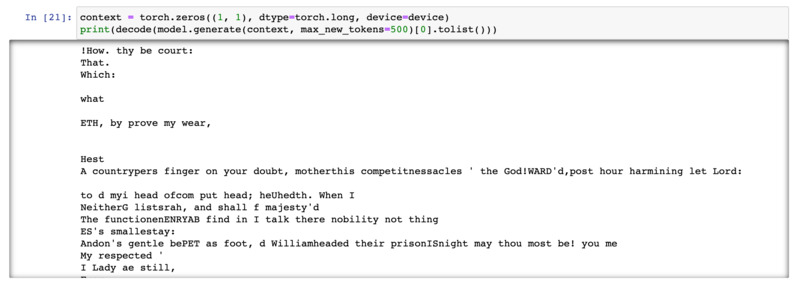 In [21]: context = torch.zeros((1, 1), dtype=torch.long, device=device)
print(decode(model.generate(context, max_new_tokens=500)[0].tolist()))
!How. thy be court:
That.
Which:
what
ETH, by prove my wear,
Hest
A countrypers finger on your doubt, motherthis competitnessacles ' the God!WARD'd,post hour harmining let Lord:
to d myi head ofcom put head; heUhedth. When I
NeitherG listsrah, and shall f majesty'd
The functionenENRYAB find in I talk there nobility not thing
ES's smallestay:
Andon's gentle bePET as foot, d Williamheaded their prisonISnight may thou most be! you me
My respected '
I Lady ae still,